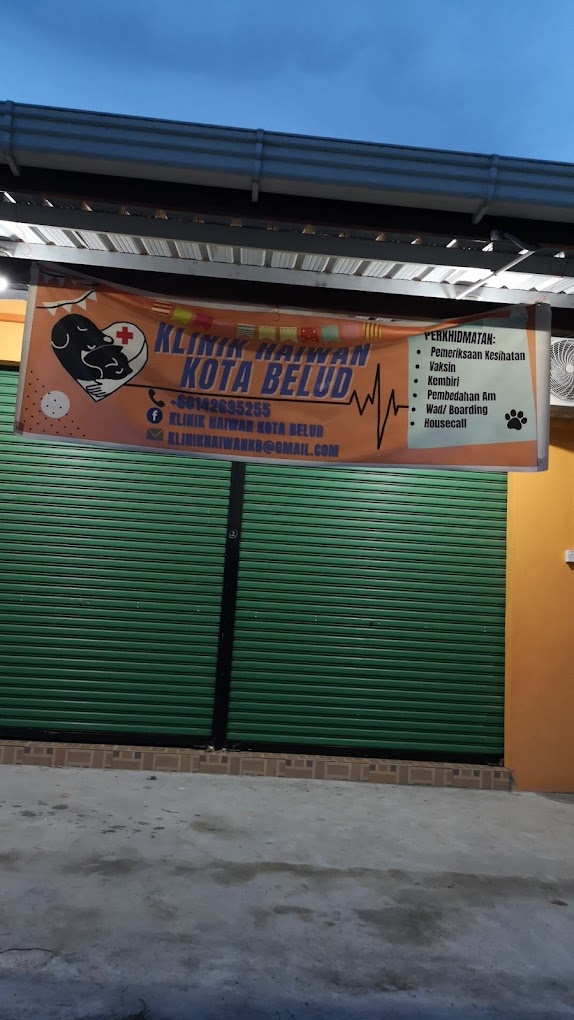 KLINIK HAIWAN
KOTA BELUD
+60142695255
KLINIK HAIWAN KOTA BELUD
KLINIKHAIWANKB@GMAIL.COM
PERKHIDMATAN:
• Pemeriksaan Kesihatan
• Vaksin
• Kembiri
• Pembedahan Am
• Wad/ Boarding
• Housecall